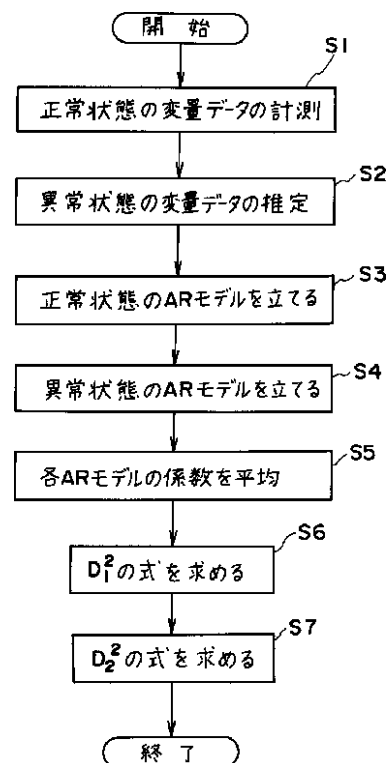 開始
S1
正常状態の変量データの計測
S2
異常状態の変量データの推定
S3
正常状態のARモデルを立てる
S4
異常状態のARモデルを立てる
S5
各ARモデルの係数を平均
S6
D₁²の式を求める
S7
D₂²の式を求める
終了